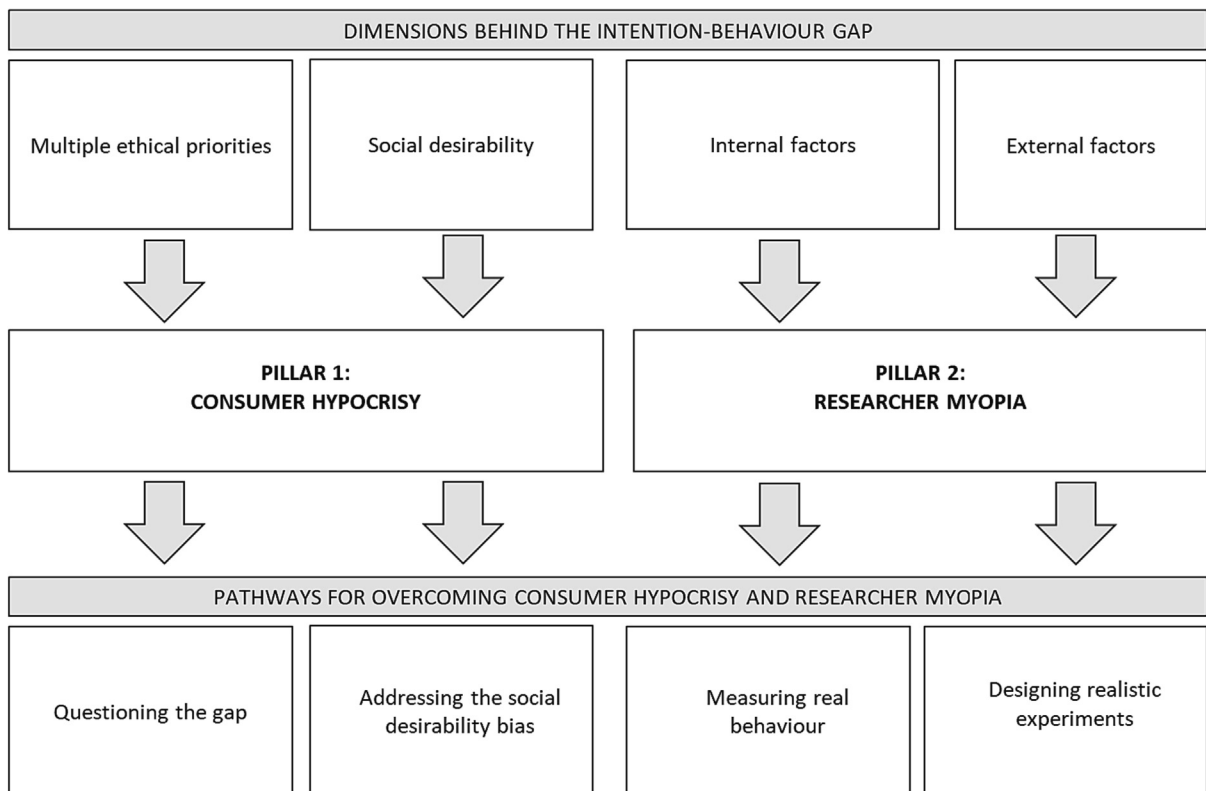 DIMENSIONS BEHIND THE INTENTION-BEHAVIOUR GAP
Multiple ethical priorities
Social desirability
Internal factors
External factors
PILLAR 1:
CONSUMER HYPOCRISY
PILLAR 2:
RESEARCHER MYOPIA
PATHWAYS FOR OVERCOMING CONSUMER HYPOCRISY AND RESEARCHER MYOPIA
Questioning the gap
Addressing the social
desirability bias
Measuring real
behaviour
Designing realistic
experiments